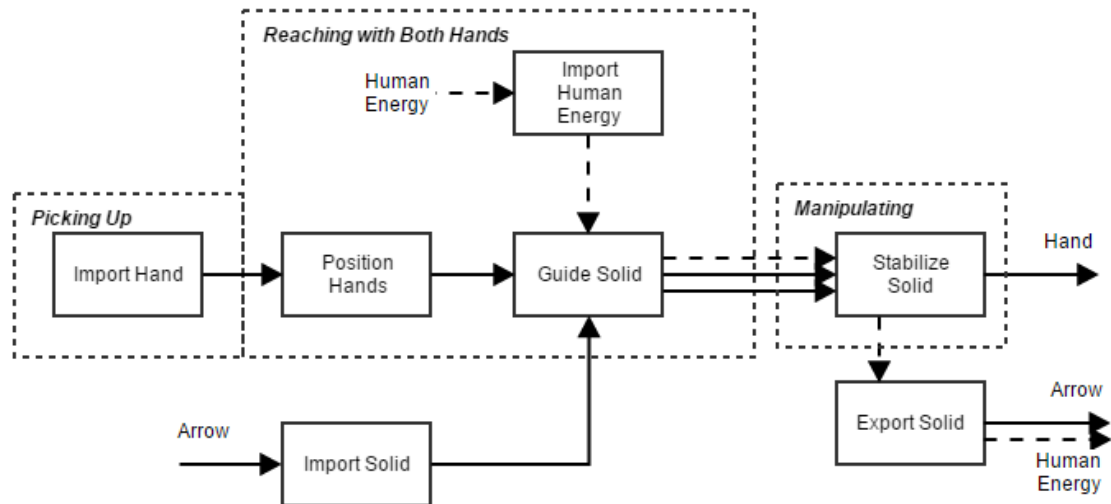 Reaching with Both Hands
Human
Energy
Import
Human
Energy
Picking Up
Import Hand
Position
Hands
Guide Solid
Manipulating
Stabilize
Solid
Hand
Arrow
Import Solid
Export Solid
Arrow
Human
Energy